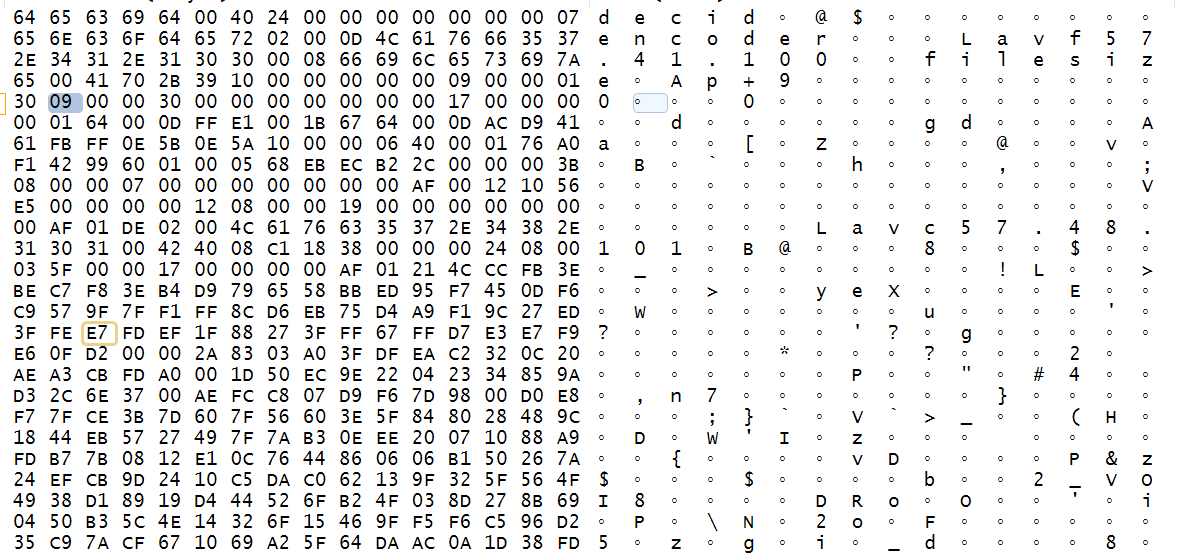 64 65 63 69 64 00 40 24 00 00 00 00 00 00 00 07 d e c i d ◦ @ $ ◦ ◦ ◦ ◦ ◦ ◦ ◦ ◦
65 6E 63 6F 64 65 72 02 00 0D 4C 61 76 66 35 37 e n c o d e r ◦ ◦ ◦ L a v f 5 7
2E 34 31 2E 31 30 30 00 08 66 69 6C 65 73 69 7A . 4 1 . 1 0 0 ◦ ◦ f i l e s i z
65 00 41 70 2B 39 10 00 00 00 00 00 09 00 00 01 e ◦ A p + 9 ◦ ◦ ◦ ◦ ◦ ◦ ◦ ◦ ◦ ◦
30 09 00 00 30 00 00 00 00 00 00 00 17 00 00 00 0 ◦ ◦ ◦ 0 ◦ ◦ ◦ ◦ ◦ ◦ ◦ ◦ ◦ ◦ ◦
00 01 64 00 0D FF E1 00 1B 67 64 00 0D AC D9 41 ◦ ◦ d ◦ ◦ ◦ ◦ ◦ ◦ g d ◦ ◦ ◦ ◦ A
61 FB FF 0E 5B 0E 5A 10 00 00 06 40 00 01 76 A0 a ◦ ◦ ◦ [ ◦ Z ◦ ◦ ◦ ◦ @ ◦ ◦ v ◦
F1 42 99 60 01 00 05 68 EB EC B2 2C 00 00 00 3B ◦ B ◦ ` ◦ ◦ ◦ h ◦ ◦ ◦ , ◦ ◦ ◦ ;
08 00 00 07 00 00 00 00 00 00 00 AF 00 12 10 56 ◦ ◦ ◦ ◦ ◦ ◦ ◦ ◦ ◦ ◦ ◦ ◦ ◦ ◦ ◦ V
E5 00 00 00 00 12 08 00 00 19 00 00 00 00 00 00 ◦ ◦ ◦ ◦ ◦ ◦ ◦ ◦ ◦ ◦ ◦ ◦ ◦ ◦ ◦ ◦
00 AF 01 DE 02 00 4C 61 76 63 35 37 2E 34 38 2E ◦ ◦ ◦ ◦ ◦ ◦ L a v c 5 7 . 4 8 .
31 30 31 00 42 40 08 C1 18 38 00 00 00 24 08 00 1 0 1 ◦ B @ ◦ ◦ ◦ 8 ◦ ◦ ◦ $ ◦ ◦
03 5F 00 00 17 00 00 00 00 AF 01 21 4C CC FB 3E ◦ _ ◦ ◦ ◦ ◦ ◦ ◦ ◦ ◦ ◦ ! L ◦ ◦ >
BE C7 F8 3E B4 D9 79 65 58 BB ED 95 F7 45 0D F6 ◦ ◦ ◦ > ◦ ◦ y e X ◦ ◦ ◦ ◦ E ◦ ◦
C9 57 9F 7F F1 FF 8C D6 EB 75 D4 A9 F1 9C 27 ED ◦ W ◦ ◦ ◦ ◦ ◦ ◦ ◦ u ◦ ◦ ◦ ◦ ' ◦
3F FE E7 FD EF 1F 88 27 3F FF 67 FF D7 E3 E7 F9 ? ◦ ◦ ◦ ◦ ◦ ◦ ' ? ◦ g ◦ ◦ ◦ ◦ ◦
E6 0F D2 00 00 2A 83 03 A0 3F DF EA C2 32 0C 20 ◦ ◦ ◦ ◦ ◦ * ◦ ◦ ◦ ? ◦ ◦ ◦ 2 ◦
AE A3 CB FD A0 00 1D 50 EC 9E 22 04 23 34 85 9A ◦ ◦ ◦ ◦ ◦ ◦ ◦ P ◦ ◦ " ◦ # 4 ◦ ◦
D3 2C 6E 37 00 AE FC C8 07 D9 F6 7D 98 00 D0 E8 ◦ , n 7 ◦ ◦ ◦ ◦ ◦ ◦ ◦ } ◦ ◦ ◦ ◦
F7 7F CE 3B 7D 60 7F 56 60 3E 5F 84 80 28 48 9C ◦ ◦ ◦ ; } ` ◦ V ` > _ ◦ ◦ ( H ◦
18 44 EB 57 27 49 7F 7A B3 0E EE 20 07 10 88 A9 ◦ D ◦ W ' I ◦ z ◦ ◦ ◦   ◦ ◦ ◦ ◦
FD B7 7B 08 12 E1 0C 76 44 86 06 06 B1 50 26 7A ◦ ◦ { ◦ ◦ ◦ ◦ v D ◦ ◦ ◦ ◦ P & z
24 EF CB 9D 24 10 C5 DA C0 62 13 9F 32 5F 56 4F $ ◦ ◦ ◦ $ ◦ ◦ ◦ ◦ b ◦ ◦ 2 _ V O
49 38 D1 89 19 D4 44 52 6F B2 4F 03 8D 27 8B 69 I 8 ◦ ◦ ◦ ◦ D R o ◦ O ◦ ◦ ' ◦ i
04 50 B3 5C 4E 14 32 6F 15 46 9F F5 F6 C5 96 D2 ◦ P ◦ \ N ◦ 2 o ◦ F ◦ ◦ ◦ ◦ ◦ ◦
35 C9 7A CF 67 10 69 A2 5F 64 DA AC 0A 1D 38 FD 5 ◦ z ◦ g ◦ i ◦ _ d ◦ ◦ ◦ ◦ 8 ◦